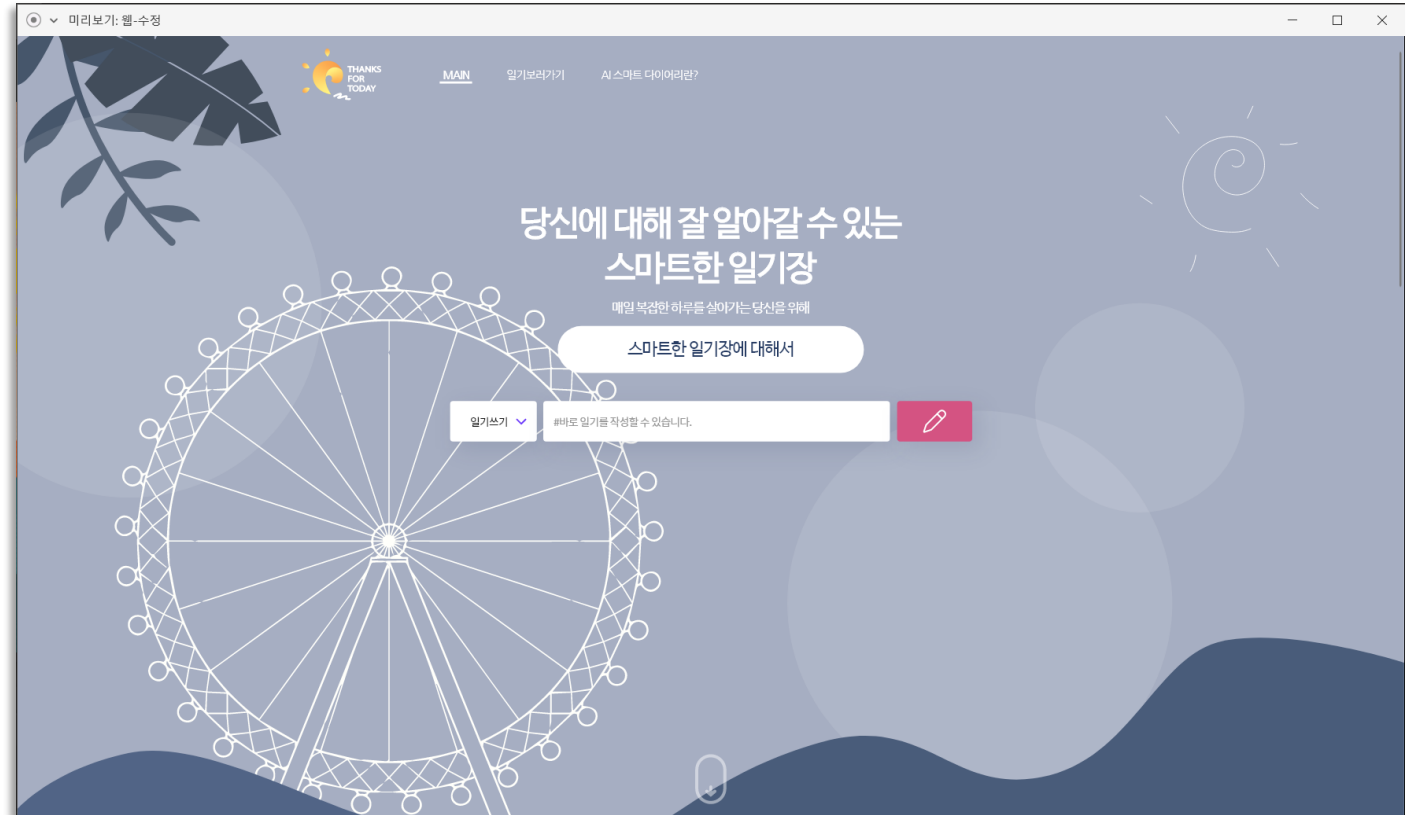 미리보기: 웹-수정
THANKS
FOR
TODAY
MAIN 일기보러가기 AI 스마트 다이어리란?
당신에 대해 잘 알아갈 수 있는
스마트한 일기장
매일 복잡한 하루를 살아가는 당신을 위해
스마트한 일기장에 대해서
일기쓰기 #바로 일기를 작성할 수 있습니다.